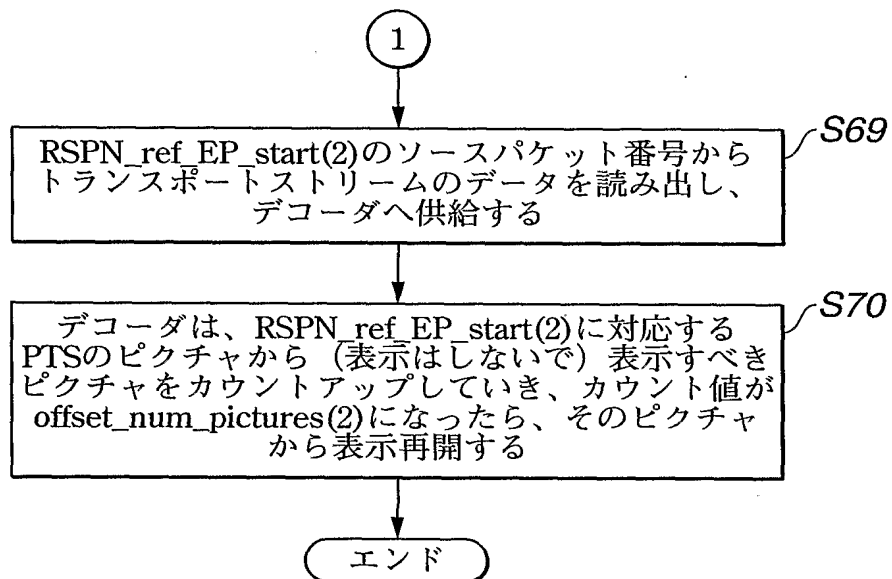 1
S69
RSPN_ref_EP_start(2)のソースパケット番号から
トランスポートストリームのデータを読み出し、
デコーダへ供給する
S70
デコーダは、RSPN_ref_EP_start(2)に対応する
PTSのピクチャから（表示はしないで）表示すべき
ピクチャをカウントアップしていき、カウント値が
offset_num_pictures(2)になったら、そのピクチャ
から表示再開する
エンド